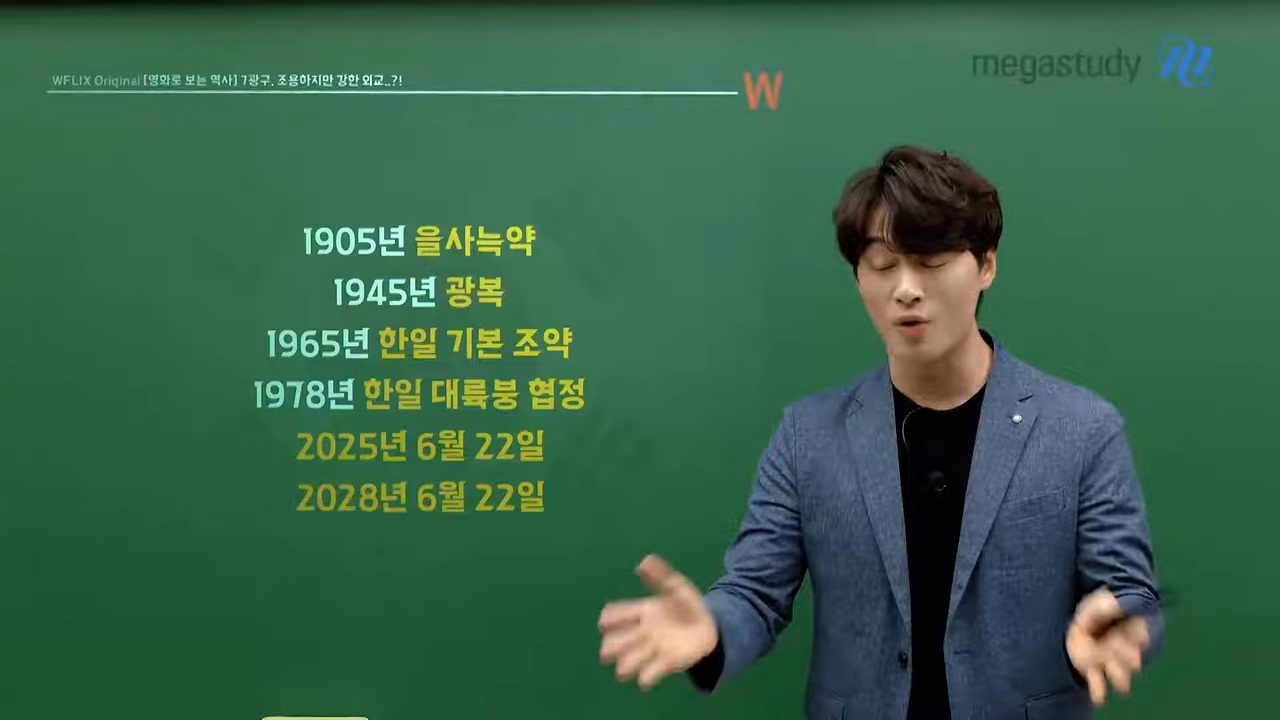 WFLIX Original [영화로 보는 역사] 7광구, 조용하지만 강한 외교..?!
W
megastudy
1905년 을사늑약
1945년 광복
1965년 한일 기본 조약
1978년 한일 대륙붕 협정
2025년 6월 22일
2028년 6월 22일